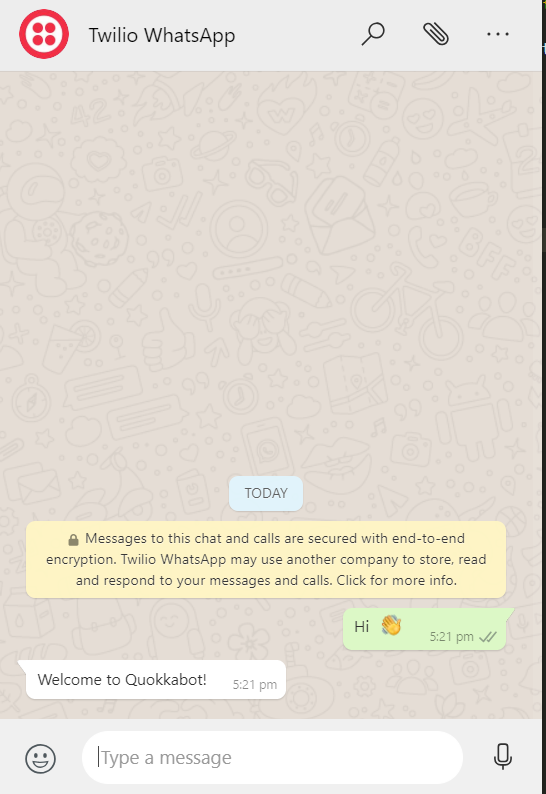 Twilio WhatsApp
TODAY
🔒 Messages to this chat and calls are secured with end-to-end
encryption. Twilio WhatsApp may use another company to store, read
and respond to your messages and calls. Click for more info.
Hi 👋 5:21 pm
Welcome to Quokkabot! 5:21 pm
Type a message